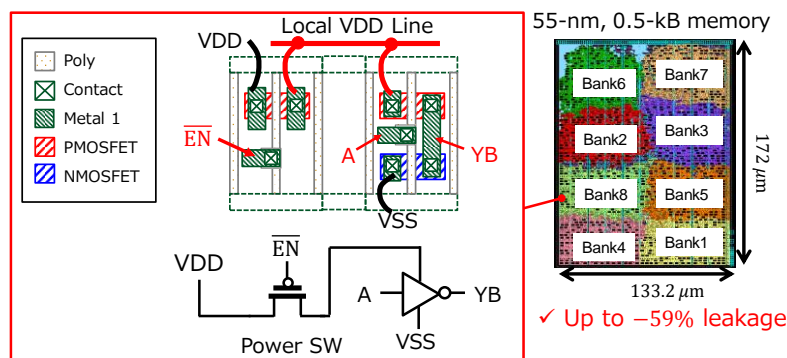 Local VDD Line
VDD
Poly
Contact
Metal 1
PMOSFET
NMOSFET
E̅N̅
A
YB
VSS
VDD
E̅N̅
A
YB
VSS
Power SW
55-nm, 0.5-kB memory
Bank6
Bank7
Bank2
Bank3
Bank8
Bank5
Bank4
Bank1
172 μm
133.2 μm
✓ Up to −59% leakage